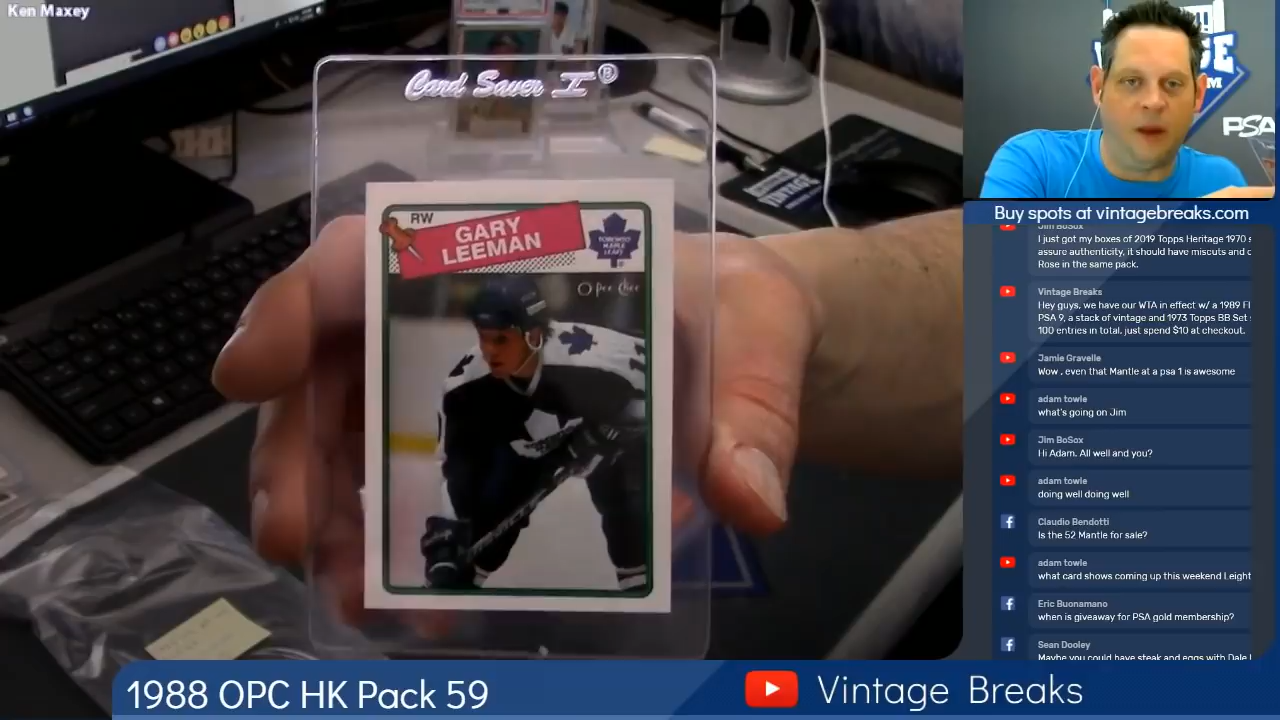 Ken Maxey
Card Saver I®
RW
GARY
LEEMAN
TORONTO
MAPLE
LEAFS
O-Pee-Chee
VINTAGE
PSA
Buy spots at vintagebreaks.com
Jim BoSox
I just got my boxes of 2019 Topps Heritage 1970 s
assure authenticity, it should have miscuts and c
Rose in the same pack.
Vintage Breaks
Hey guys, we have our WTA in effect w/ a 1989 Fl
PSA 9, a stack of vintage and 1973 Topps BB Set
100 entries in total, just spend $10 at checkout.
Jamie Gravelle
Wow , even that Mantle at a psa 1 is awesome
adam towle
what's going on Jim
Jim BoSox
Hi Adam. All well and you?
adam towle
doing well doing well
Claudio Bendotti
Is the 52 Mantle for sale?
adam towle
what card shows coming up this weekend Leight
Eric Buonamano
when is giveaway for PSA gold membership?
Sean Dooley
Maybe you could have steak and eggs with Dale
1988 OPC HK Pack 59
Vintage Breaks